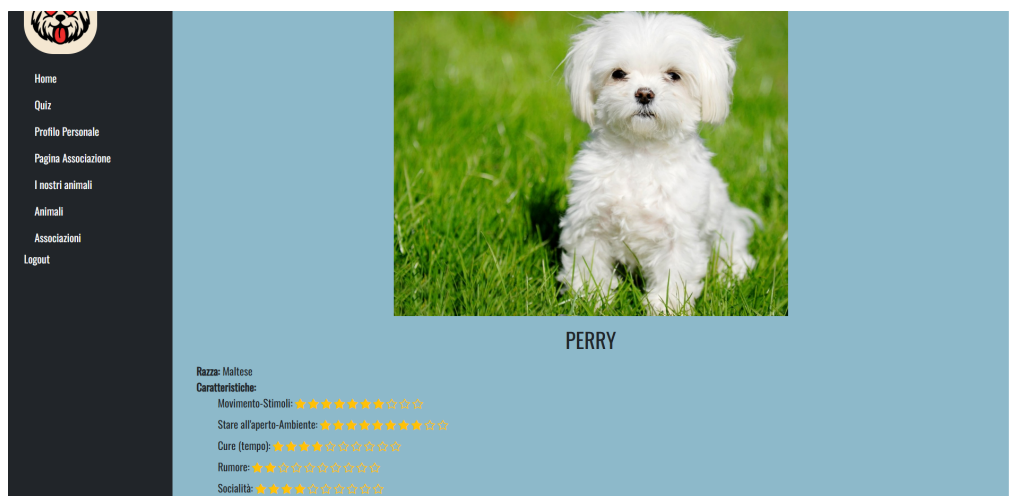 Home
Quiz
Profilo Personale
Pagina Associazione
I nostri animali
Animali
Associazioni
Logout
PERRY
Razza: Maltese
Caratteristiche:
Movimento-Stimoli:
Stare all'aperto-Ambiente:
Cure (tempo):
Rumore:
Socialità: